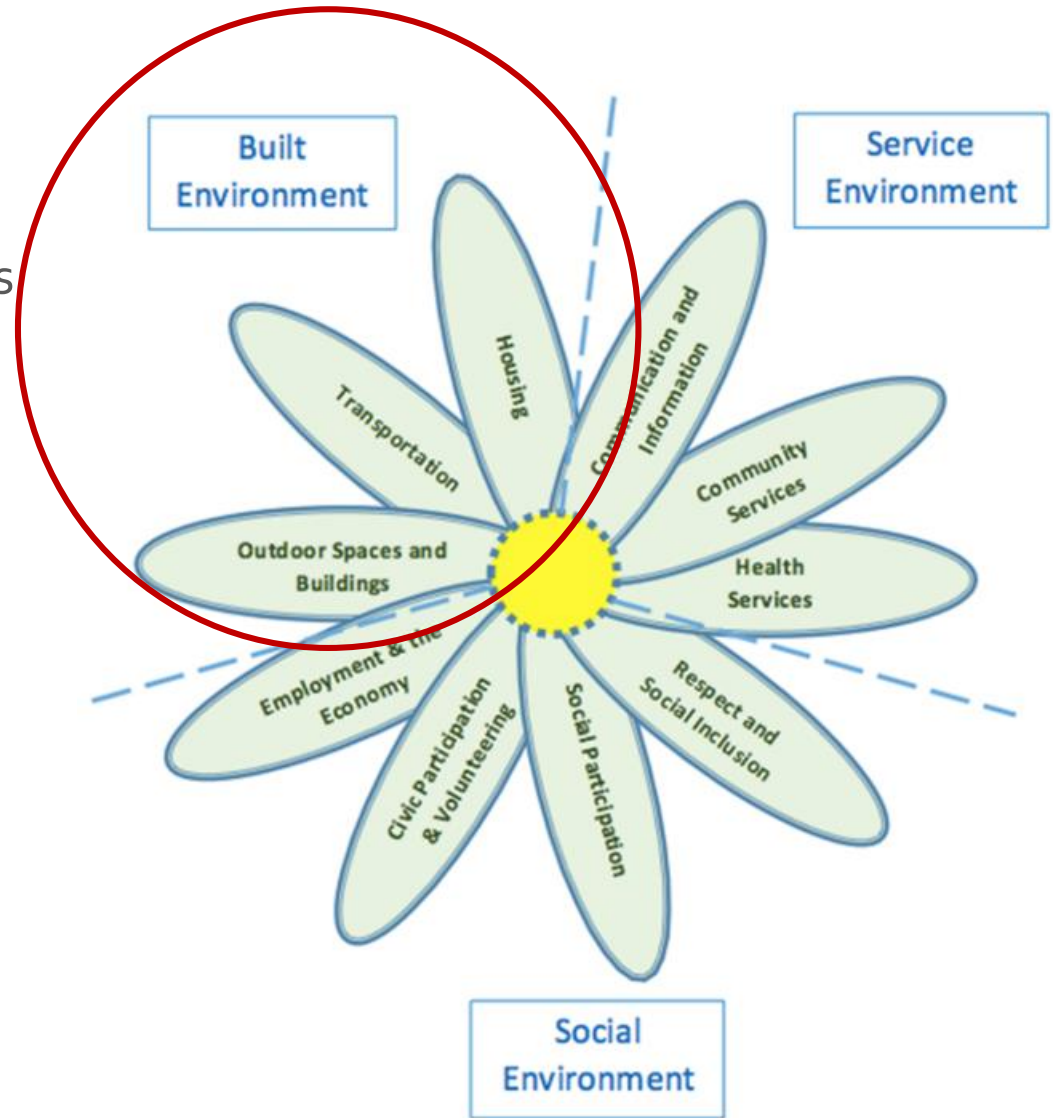 Built
Environment
Service
Environment
s
Housing
Communication and
Information
Transportation
Community
Services
Outdoor Spaces and
Buildings
Health
Services
Employment & the
Economy
Respect and
Social Inclusion
Civic Participation
& Volunteering
Social Participation
Social
Environment